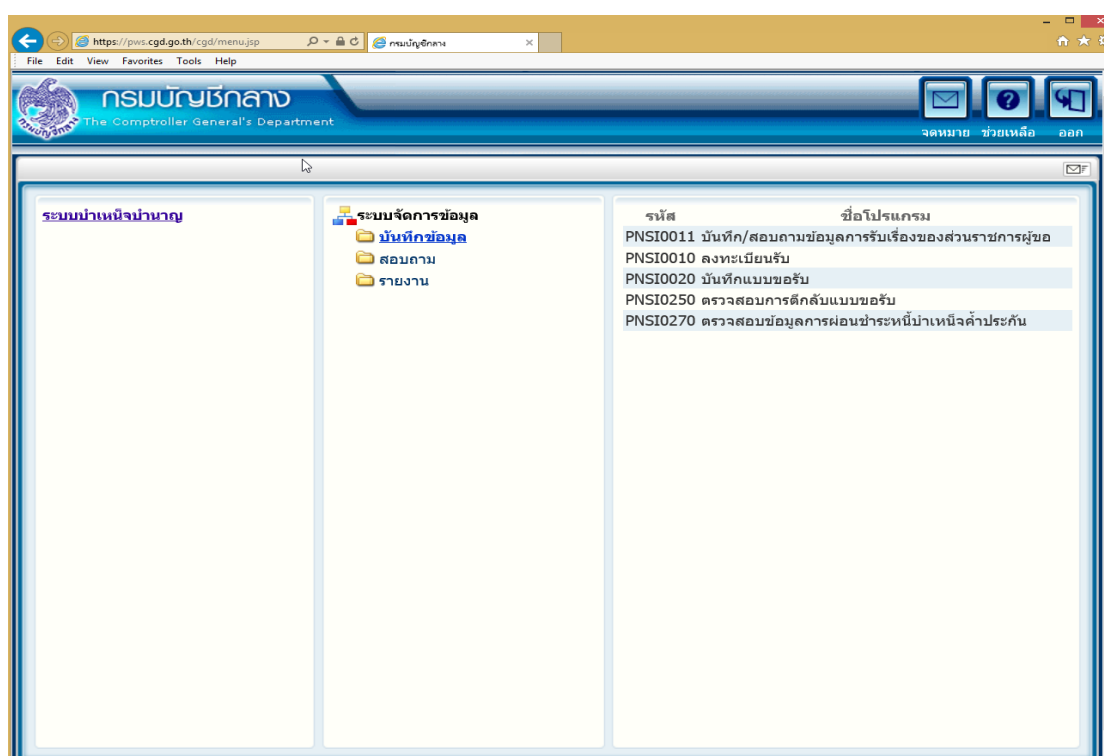 https://pws.cgd.go.th/cgd/menu.jsp
กรมบัญชีกลาง
File Edit View Favorites Tools Help
กรมบัญชีกลาง
The Comptroller General's Department
จดหมาย ช่วยเหลือ ออก
ระบบบำเหน็จบำนาญ
ระบบจัดการข้อมูล
บันทึกข้อมูล
สอบถาม
รายงาน
รหัส ชื่อโปรแกรม
PNSI0011 บันทึก/สอบถามข้อมูลการรับเรื่องของส่วนราชการผู้ขอ
PNSI0010 ลงทะเบียนรับ
PNSI0020 บันทึกแบบขอรับ
PNSI0250 ตรวจสอบการตีกลับแบบขอรับ
PNSI0270 ตรวจสอบข้อมูลการผ่อนชำระหนี้บำเหน็จค้ำประกัน